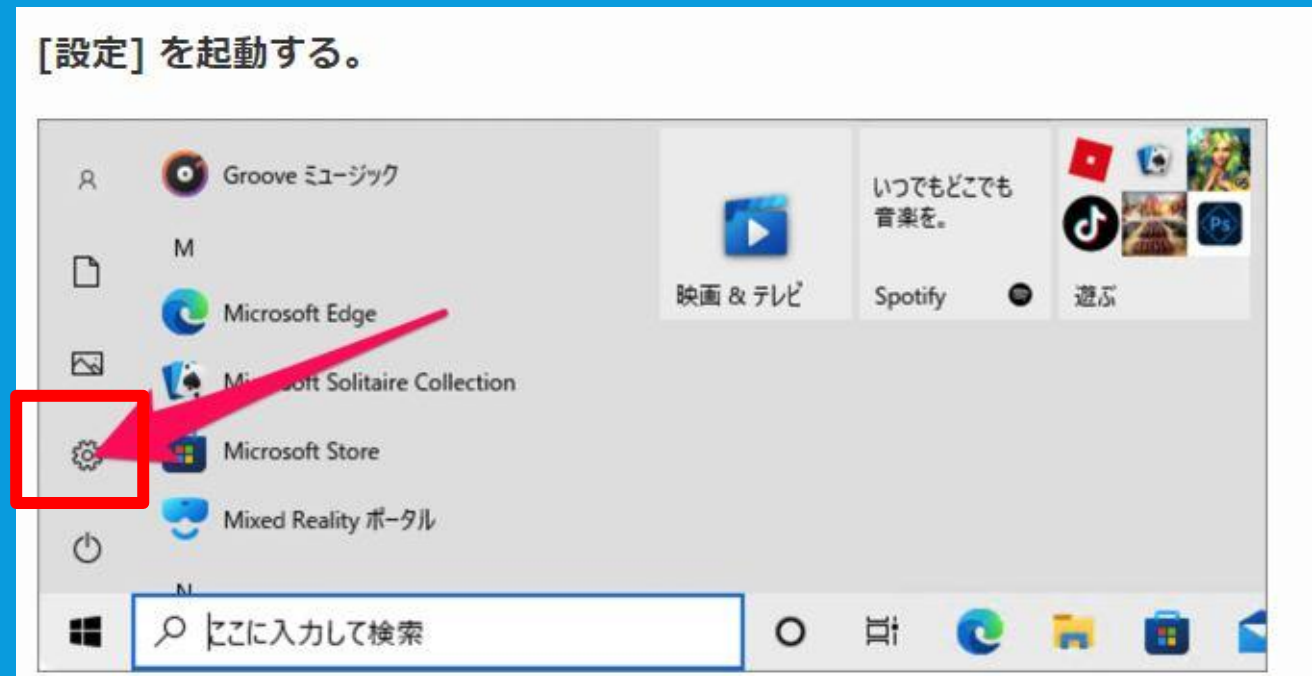 [設定] を起動する。
Groove ミュージック
M
Microsoft Edge
Microsoft Solitaire Collection
Microsoft Store
Mixed Reality ポータル
N
映画 & テレビ
いつでもどこでも
音楽を。
Spotify
Ps
遊ぶ
ここに入力して検索